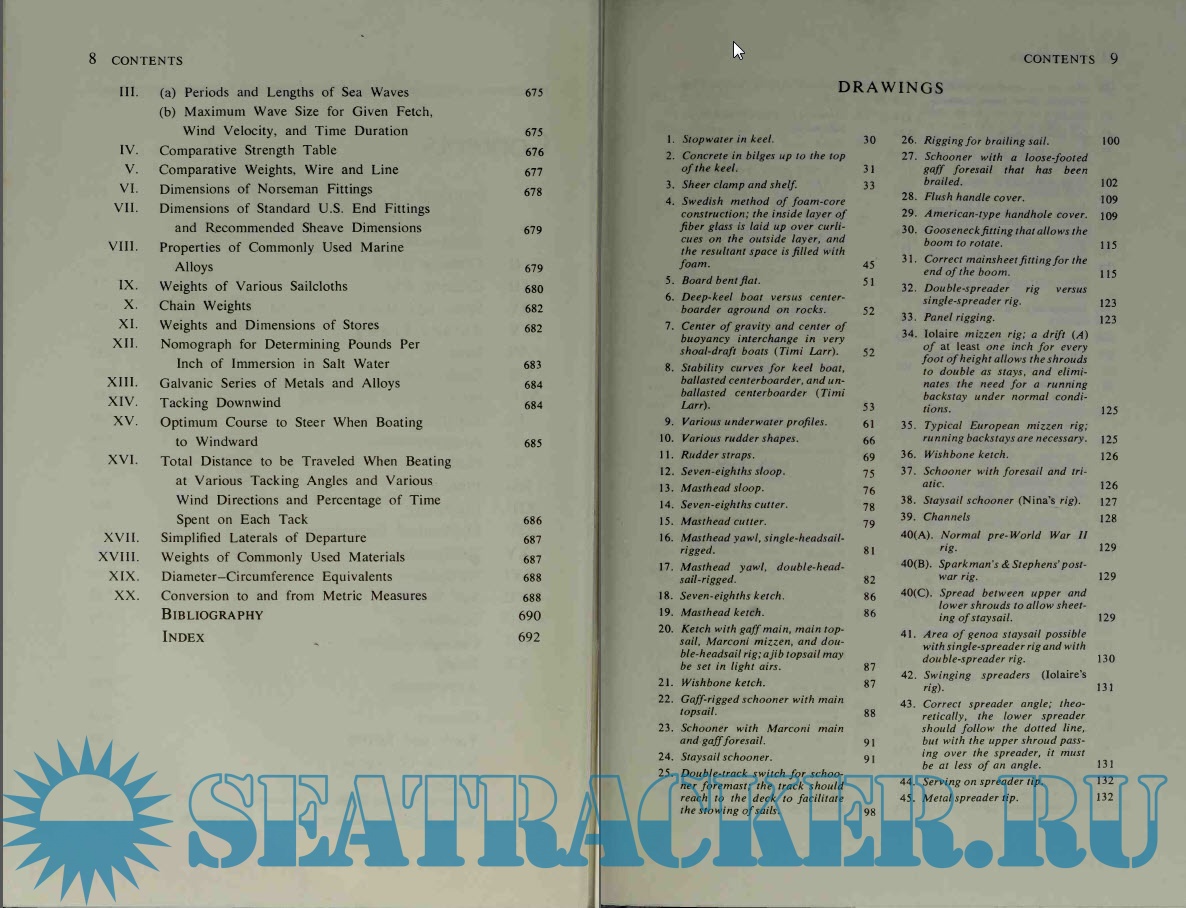 8 CONTENTS
III. (a) Periods and Lengths of Sea Waves 675
(b) Maximum Wave Size for Given Fetch,
Wind Velocity, and Time Duration 675
IV. Comparative Strength Table 676
V. Comparative Weights, Wire and Line 677
VI. Dimensions of Norseman Fittings 678
VII. Dimensions of Standard U.S. End Fittings
and Recommended Sheave Dimensions 679
VIII. Properties of Commonly Used Marine
Alloys 679
IX. Weights of Various Sailcloths 680
X. Chain Weights 682
XI. Weights and Dimensions of Stores 682
XII. Nomograph for Determining Pounds Per
Inch of Immersion in Salt Water 683
XIII. Galvanic Series of Metals and Alloys 684
XIV. Tacking Downwind 684
XV. Optimum Course to Steer When Boating
to Windward 685
XVI. Total Distance to be Traveled When Beating
at Various Tacking Angles and Various
Wind Directions and Percentage of Time
Spent on Each Tack 686
XVII. Simplified Laterals of Departure 687
XVIII. Weights of Commonly Used Materials 687
XIX. Diameter–Circumference Equivalents 688
XX. Conversion to and from Metric Measures 688
BIBLIOGRAPHY 690
INDEX 692
CONTENTS 9
DRAWINGS
1. Stopwater in keel. 30
2. Concrete in bilges up to the top
of the keel. 31
3. Sheer clamp and shelf. 33
4. Swedish method of foam-core
construction; the inside layer of
fiber glass is laid up over curli-
cues on the outside layer, and
the resultant space is filled with
foam. 45
5. Board bent flat. 51
6. Deep-keel boat versus center-
boarder aground on rocks. 52
7. Center of gravity and center of
buoyancy interchange in very
shoal-draft boats (Timi Larr). 52
8. Stability curves for keel boat,
ballasted centerboarder, and un-
ballasted centerboarder (Timi
Larr). 53
9. Various underwater profiles. 61
10. Various rudder shapes. 66
11. Rudder straps. 69
12. Seven-eighths sloop. 75
13. Masthead sloop. 76
14. Seven-eighths cutter. 78
15. Masthead cutter. 79
16. Masthead yawl, single-headsail-
rigged. 81
17. Masthead yawl, double-head-
sail-rigged. 82
18. Seven-eighths ketch. 86
19. Masthead ketch. 86
20. Ketch with gaff main, main top-
sail, Marconi mizzen, and dou-
ble-headsail rig; a jib topsail may
be set in light airs. 87
21. Wishbone ketch. 87
22. Gaff-rigged schooner with main
topsail. 88
23. Schooner with Marconi main
and gaff foresail. 91
24. Staysail schooner. 91
25. Double-track switch for schoo-
ner foremast; the track should
reach to the deck to facilitate
the stowing of sails. 98
26. Rigging for brailing sail. 100
27. Schooner with a loose-footed
gaff foresail that has been
brailed. 102
28. Flush handle cover. 109
29. American-type handhole cover. 109
30. Gooseneck fitting that allows the
boom to rotate. 115
31. Correct mainsheet fitting for the
end of the boom. 115
32. Double-spreader rig versus
single-spreader rig. 123
33. Panel rigging. 123
34. Iolaire mizzen rig; a drift (A)
of at least one inch for every
foot of height allows the shrouds
to double as stays, and elimi-
nates the need for a running
backstay under normal condi-
tions. 125
35. Typical European mizzen rig;
running backstays are necessary. 125
36. Wishbone ketch. 126
37. Schooner with foresail and tri-
atic. 126
38. Staysail schooner (Nina's rig). 127
39. Channels 128
40(A). Normal pre-World War II
rig. 129
40(B). Sparkman's & Stephens' post-
war rig. 129
40(C). Spread between upper and
lower shrouds to allow sheet-
ing of staysail. 129
41. Area of genoa staysail possible
with single-spreader rig and with
double-spreader rig. 130
42. Swinging spreaders (Iolaire's
rig). 131
43. Correct spreader angle; theo-
retically, the lower spreader
should follow the dotted line,
but with the upper shroud pass-
ing over the spreader, it must
be at less of an angle. 131
44. Serving on spreader tip. 132
45. Metal spreader tip. 132
SEATRACKER.RU